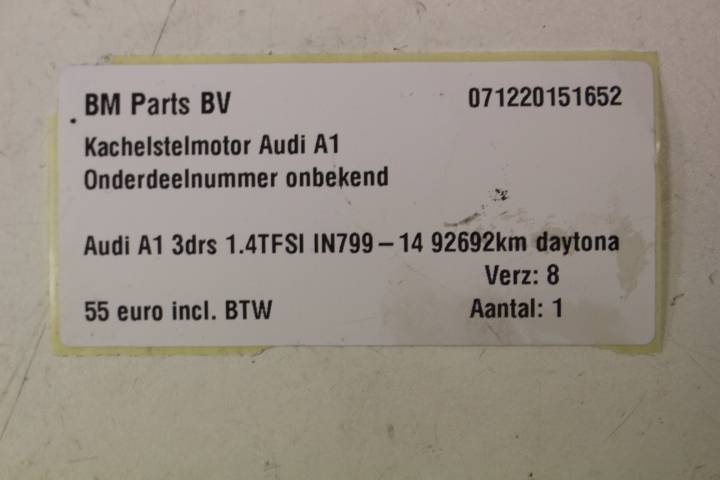 BM Parts BV 071220151652
Kachelstelmotor Audi A1
Onderdeelnummer onbekend
Audi A1 3drs 1.4TFSI IN799-14 92692km daytona
Verz: 8
55 euro incl. BTW Aantal: 1